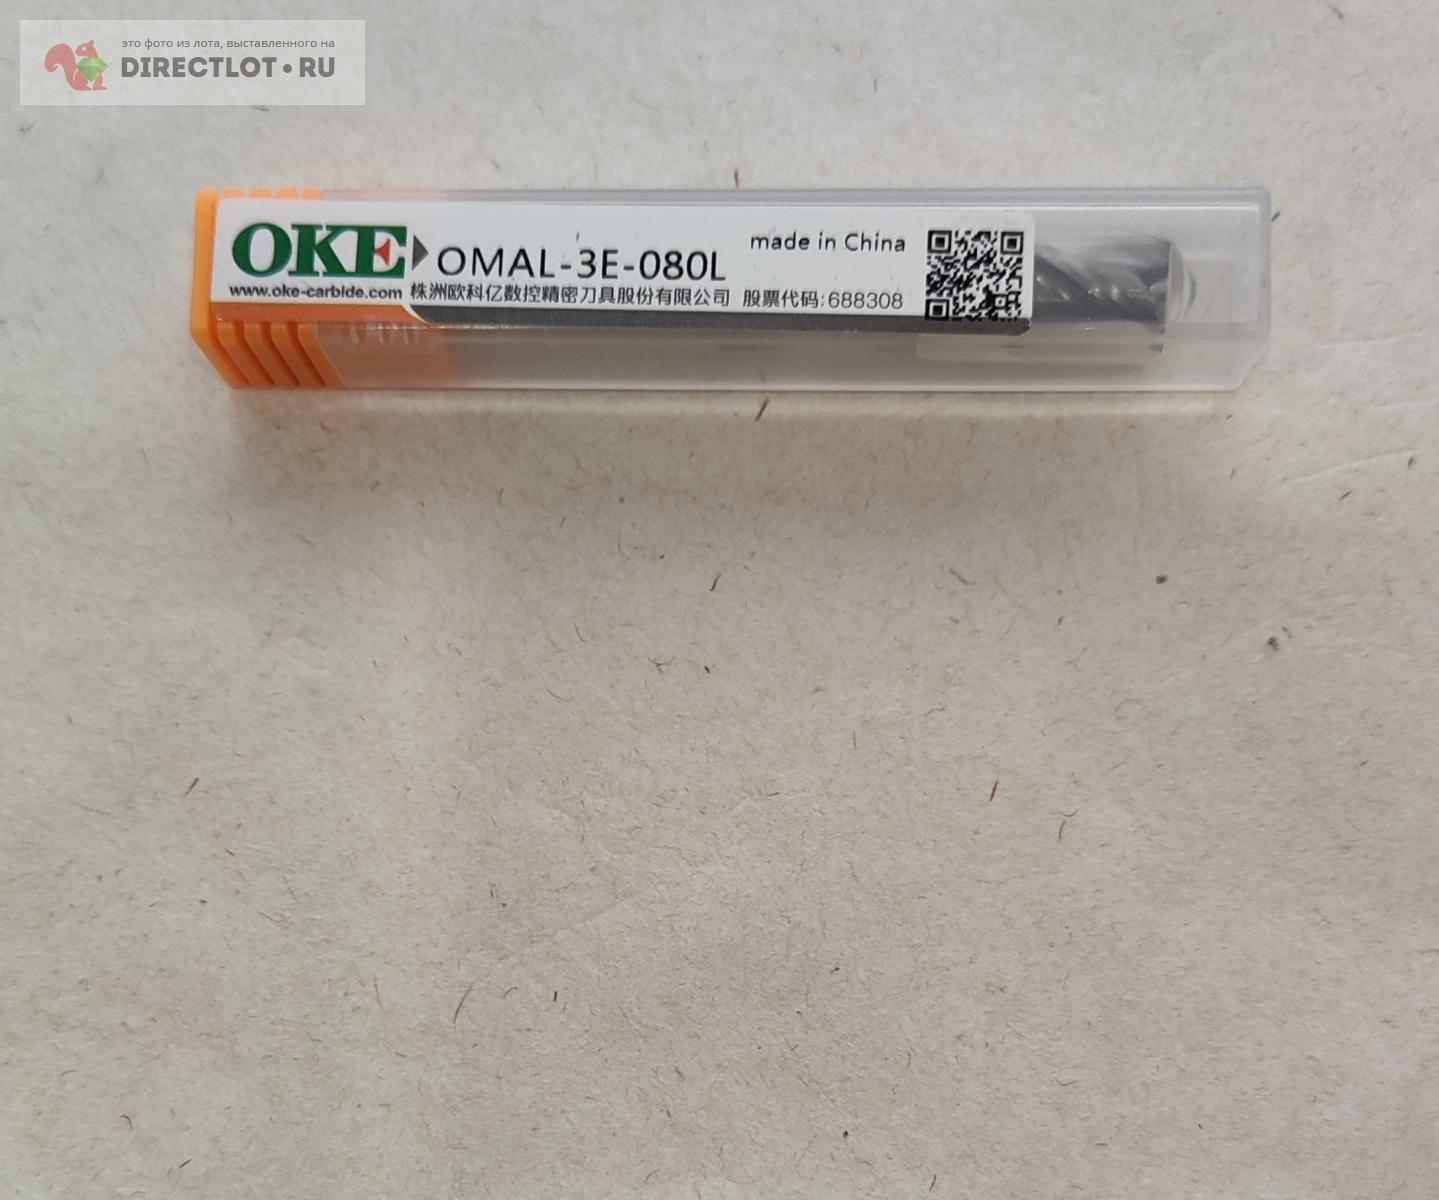 это фото из лота, выставленного на
DIRECTLOT•RU
OKE OMAL-3E-080L
made in China
www.oke-carbide.com 株洲欧科亿数控精密刀具股份有限公司 股票代码:688308